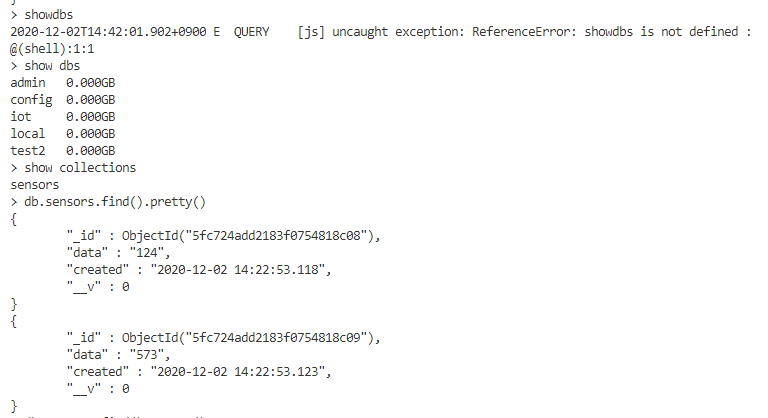 > showdbs
2020-12-02T14:42:01.902+0900 E  QUERY    [js] uncaught exception: ReferenceError: showdbs is not defined :
@(shell):1:1
> show dbs
admin   0.000GB
config  0.000GB
iot     0.000GB
local   0.000GB
test2   0.000GB
> show collections
sensors
> db.sensors.find().pretty()
{
        "_id" : ObjectId("5fc724add2183f0754818c08"),
        "data" : "124",
        "created" : "2020-12-02 14:22:53.118",
        "__v" : 0
}
{
        "_id" : ObjectId("5fc724add2183f0754818c09"),
        "data" : "573",
        "created" : "2020-12-02 14:22:53.123",
        "__v" : 0
}